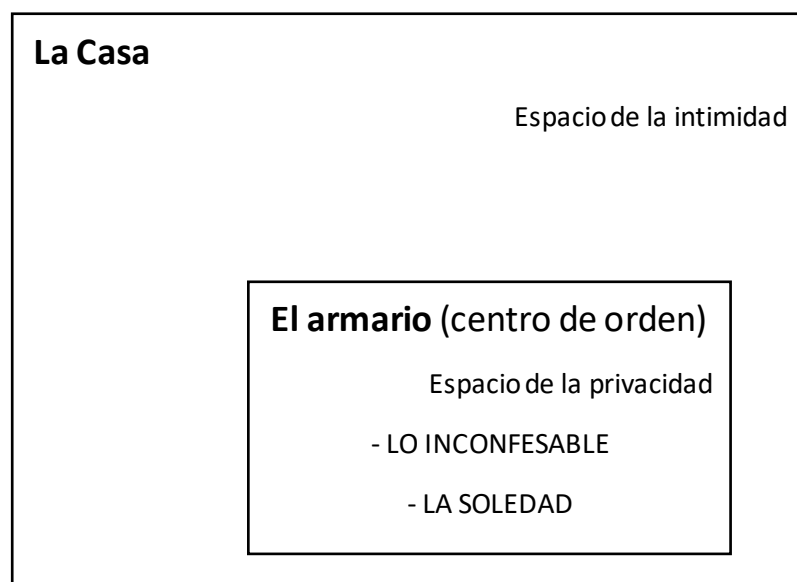 La Casa
Espacio de la intimidad
El armario (centro de orden)
Espacio de la privacidad
- LO INCONFESABLE
- LA SOLEDAD